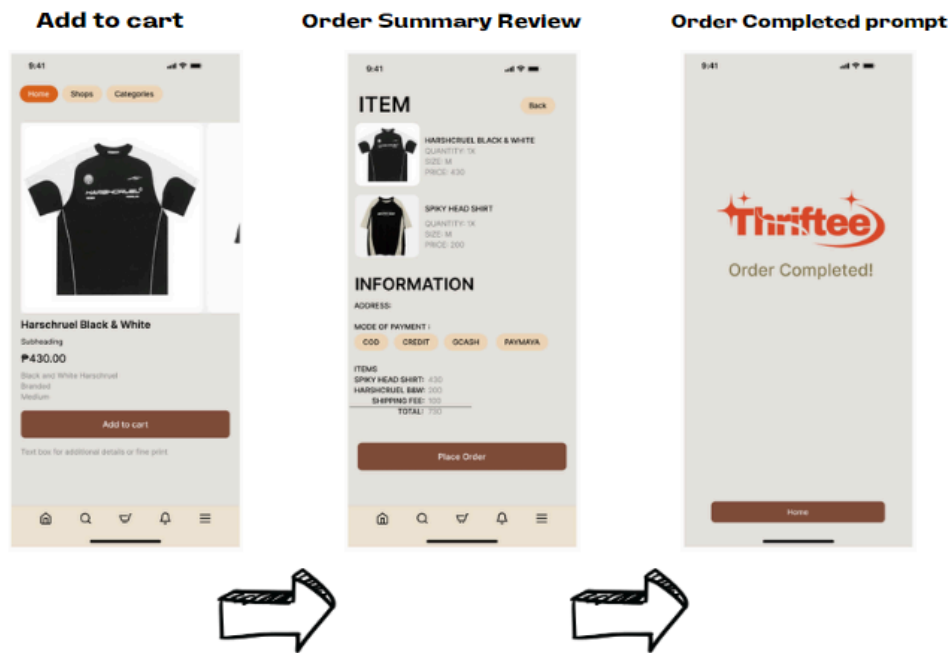 Add to cart
Order Summary Review
Order Completed prompt
9:41
Home
Shops
Categories
HARSHCRUEL
Harschruel Black & White
Subheading
₱430.00
Black and White Harschruel
Branded
Medium
Add to cart
Text box for additional details or fine print
9:41
ITEM
Back
HARSHCRUEL BLACK & WHITE
QUANTITY: 1X
SIZE: M
PRICE: 430
SPIKY HEAD SHIRT
QUANTITY: 1X
SIZE: M
PRICE: 200
INFORMATION
ADDRESS:
MODE OF PAYMENT :
COD
CREDIT
GCASH
PAYMAYA
ITEMS
SPIKY HEAD SHIRT: 430
HARSHCRUEL B&W: 200
SHIPPING FEE: 100
TOTAL: 730
Place Order
9:41
Thriftee
Order Completed!
Home